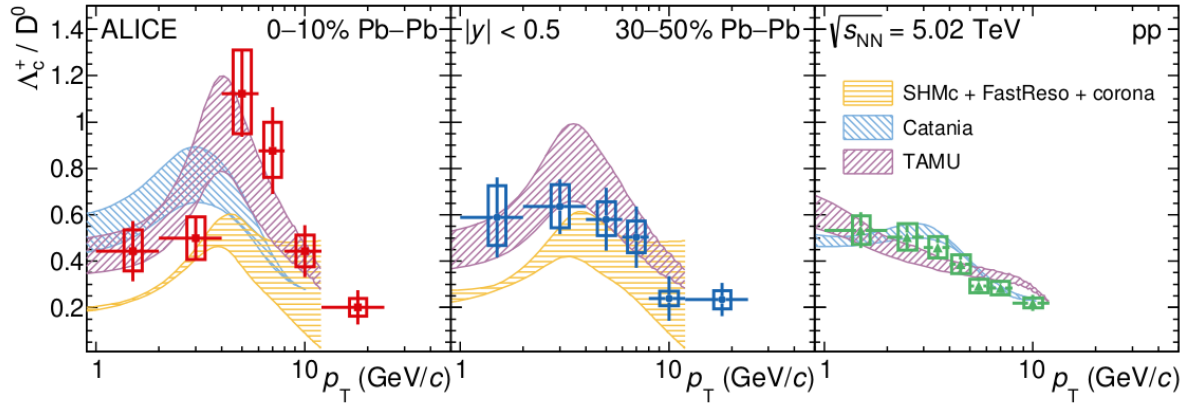 Λc+ / D0
1.4
1.2
1
0.8
0.6
0.4
0.2
ALICE
0–10% Pb–Pb
|y| < 0.5
30–50% Pb–Pb
√sNN = 5.02 TeV
pp
SHMc + FastReso + corona
Catania
TAMU
1
10
pT (GeV/c)
1
10
pT (GeV/c)
1
10
pT (GeV/c)